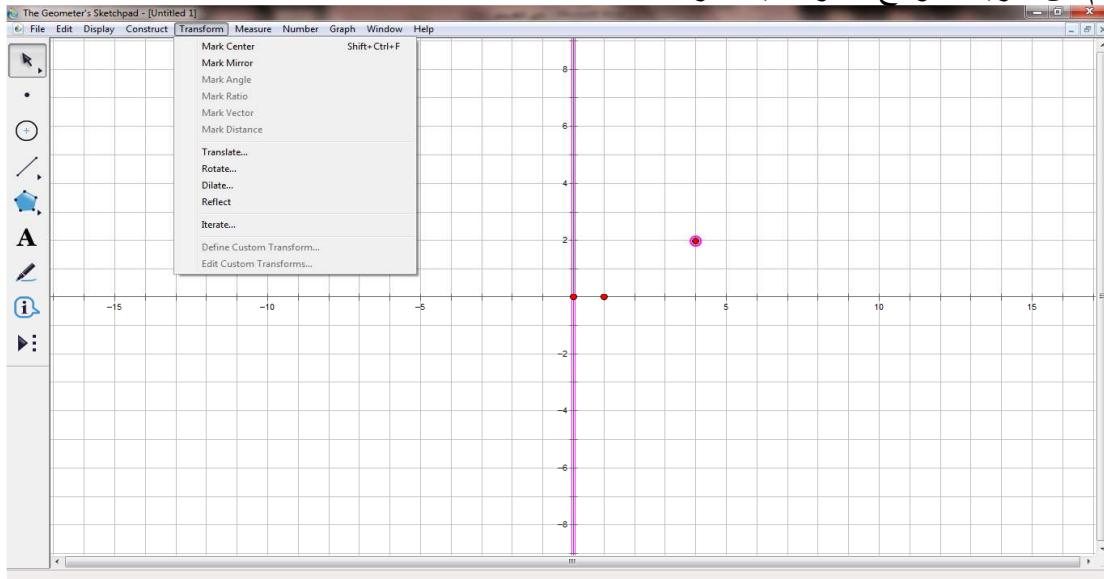 The Geometer's Sketchpad - [Untitled 1]
File Edit Display Construct Transform Measure Number Graph Window Help
Mark Center Shift+Ctrl+F
Mark Mirror
Mark Angle
Mark Ratio
Mark Vector
Mark Distance
Translate...
Rotate...
Dilate...
Reflect
Iterate...
Define Custom Transform...
Edit Custom Transforms...
A
8
6
4
2
-15 -10 -5 5 10 15
-2
-4
-6
-8